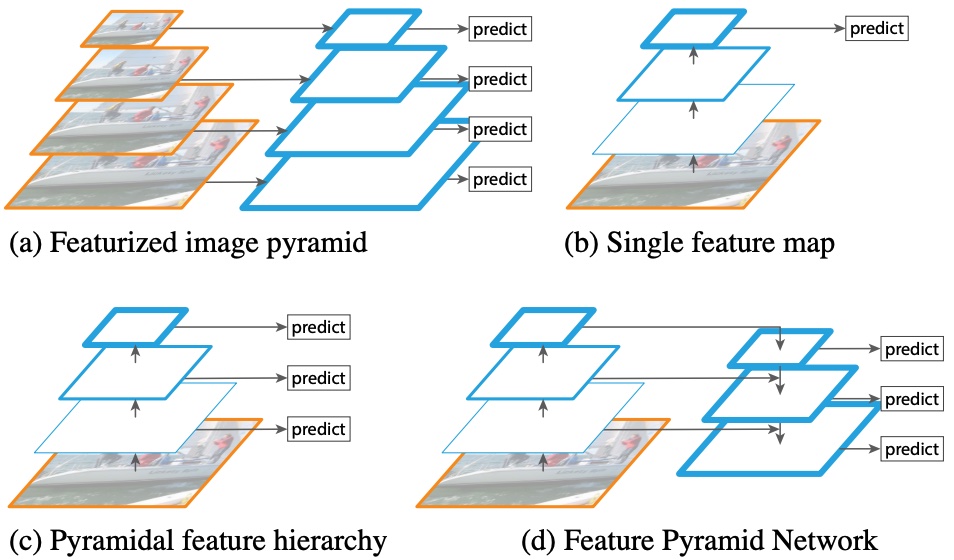 predict
predict
predict
predict
(a) Featurized image pyramid
predict
(b) Single feature map
predict
predict
predict
(c) Pyramidal feature hierarchy
predict
predict
predict
(d) Feature Pyramid Network